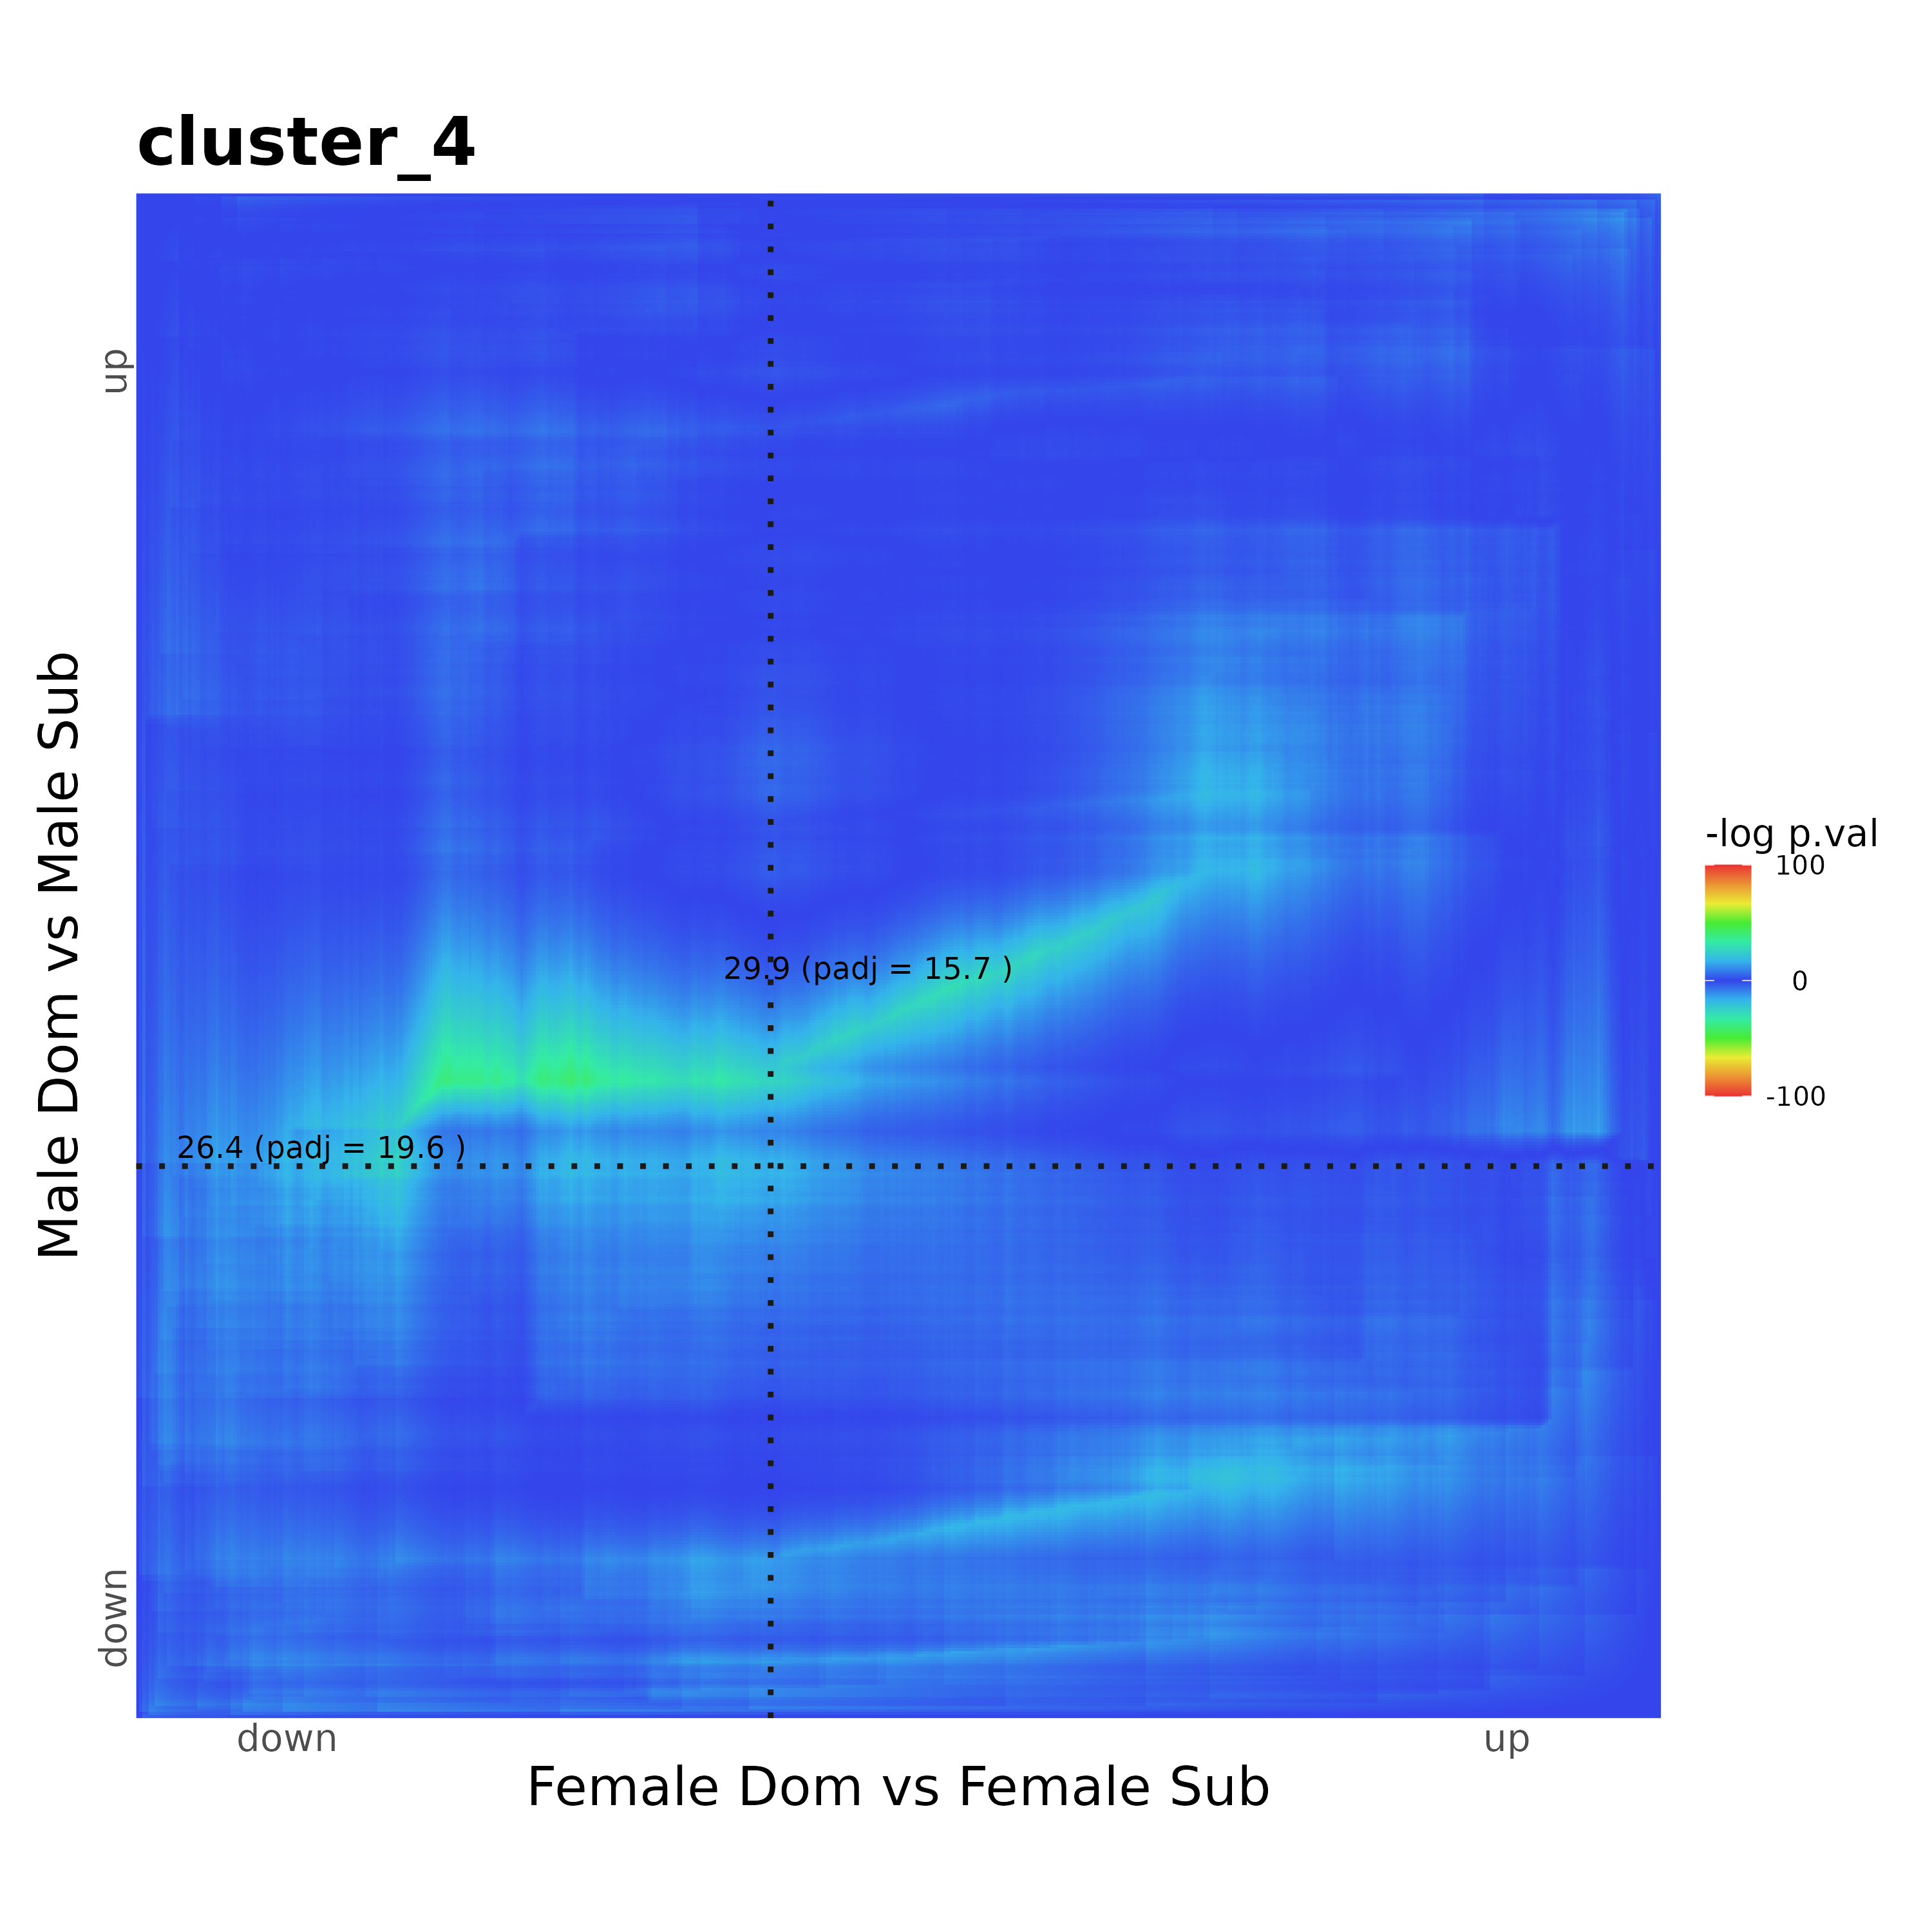 cluster_4
up
Male Dom vs Male Sub
down
29.9 (padj = 15.7 )
26.4 (padj = 19.6 )
-log p.val
100
0
-100
down
up
Female Dom vs Female Sub